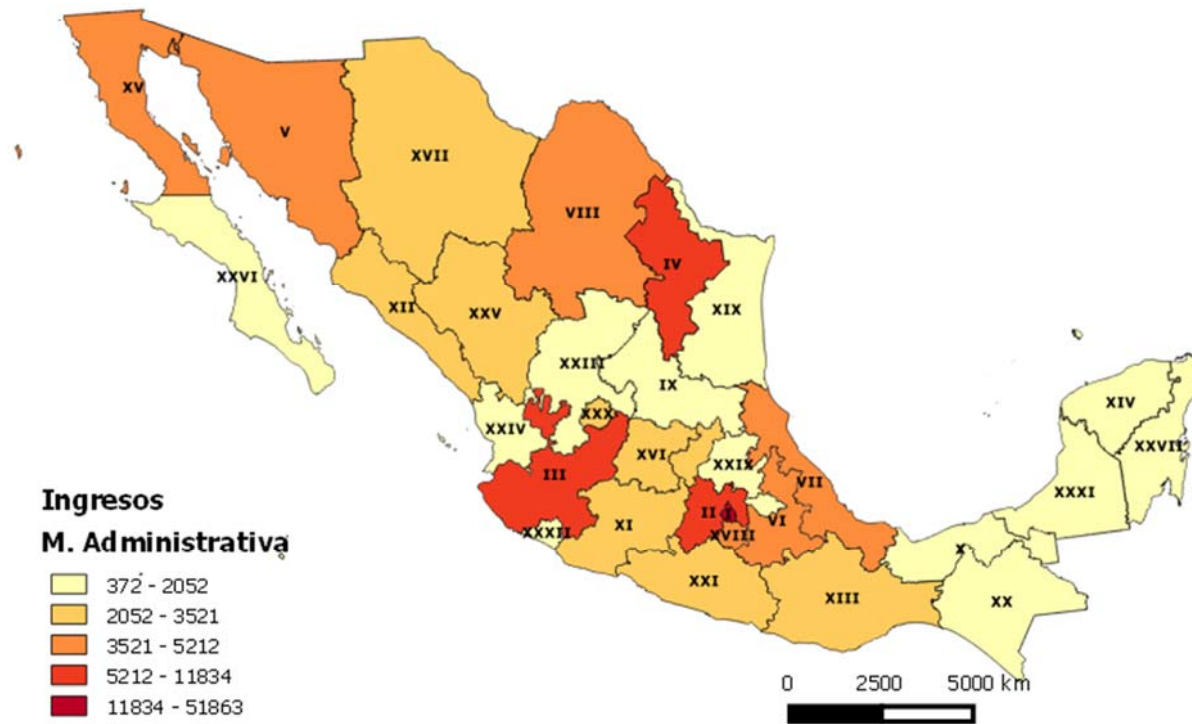 XV
V
XVII
VIII
IV
XXVI
XII
XXV
XIX
XXIII
IX
XXIV
XXX
XIV
XVI
XXIX
XXVII
III
VII
XXXI
II
I
VI
XXXII
XI
XVIII
X
XXI
XIII
XX
Ingresos
M. Administrativa
372 - 2052
2052 - 3521
3521 - 5212
5212 - 11834
11834 - 51863
0 2500 5000 km